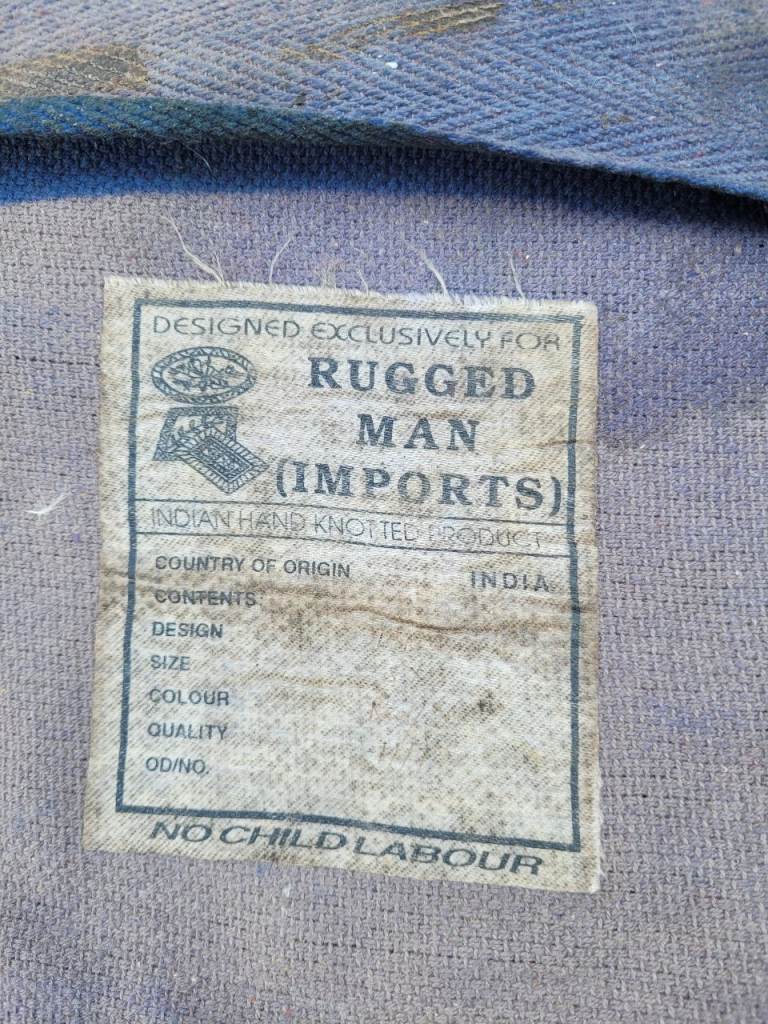 DESIGNED EXCLUSIVELY FOR
RUGGED
MAN
(IMPORTS)
INDIAN HAND KNOTTED PRODUCT
COUNTRY OF ORIGIN INDIA
CONTENTS
DESIGN
SIZE
COLOUR
QUALITY
OD/NO.
NO CHILD LABOUR